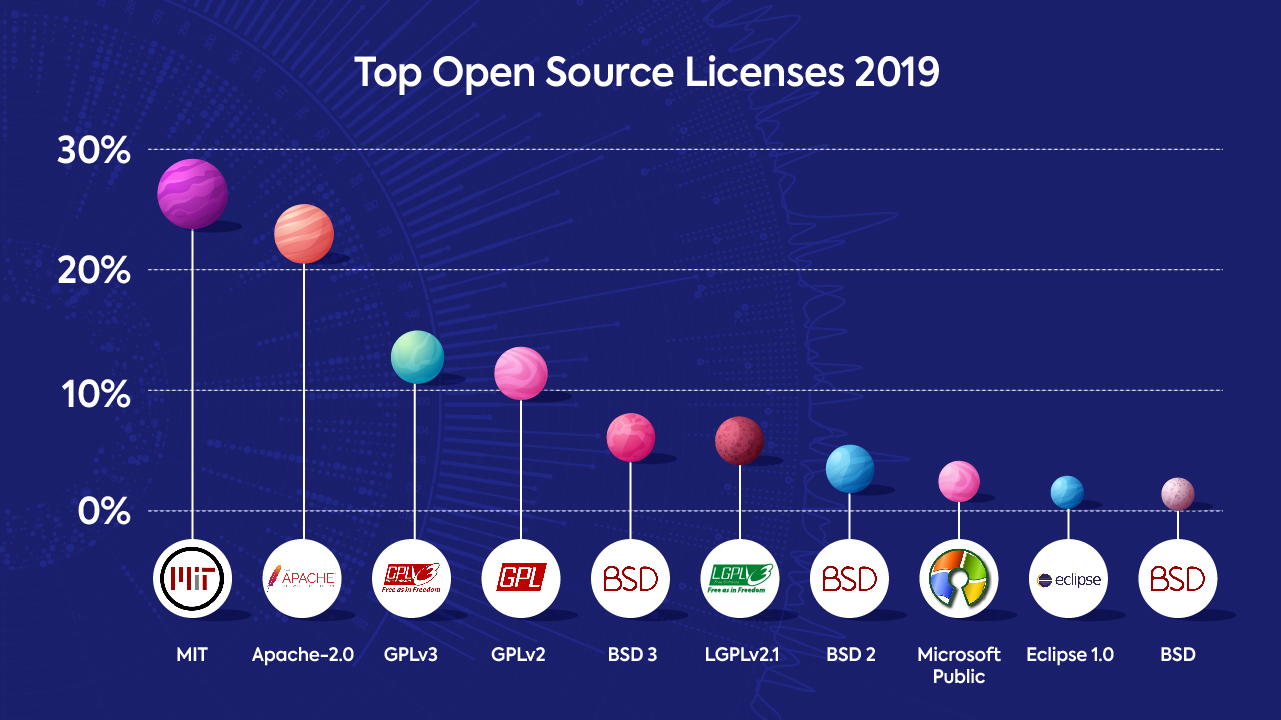 Top Open Source Licenses 2019
30%
20%
10%
0%
MIT
APACHE
GPLv3
Free as in Freedom
GPL
BSD
LGPLv3
Free as in Freedom
BSD
eclipse
BSD
MIT
Apache-2.0
GPLv3
GPLv2
BSD 3
LGPLv2.1
BSD 2
Microsoft
Public
Eclipse 1.0
BSD